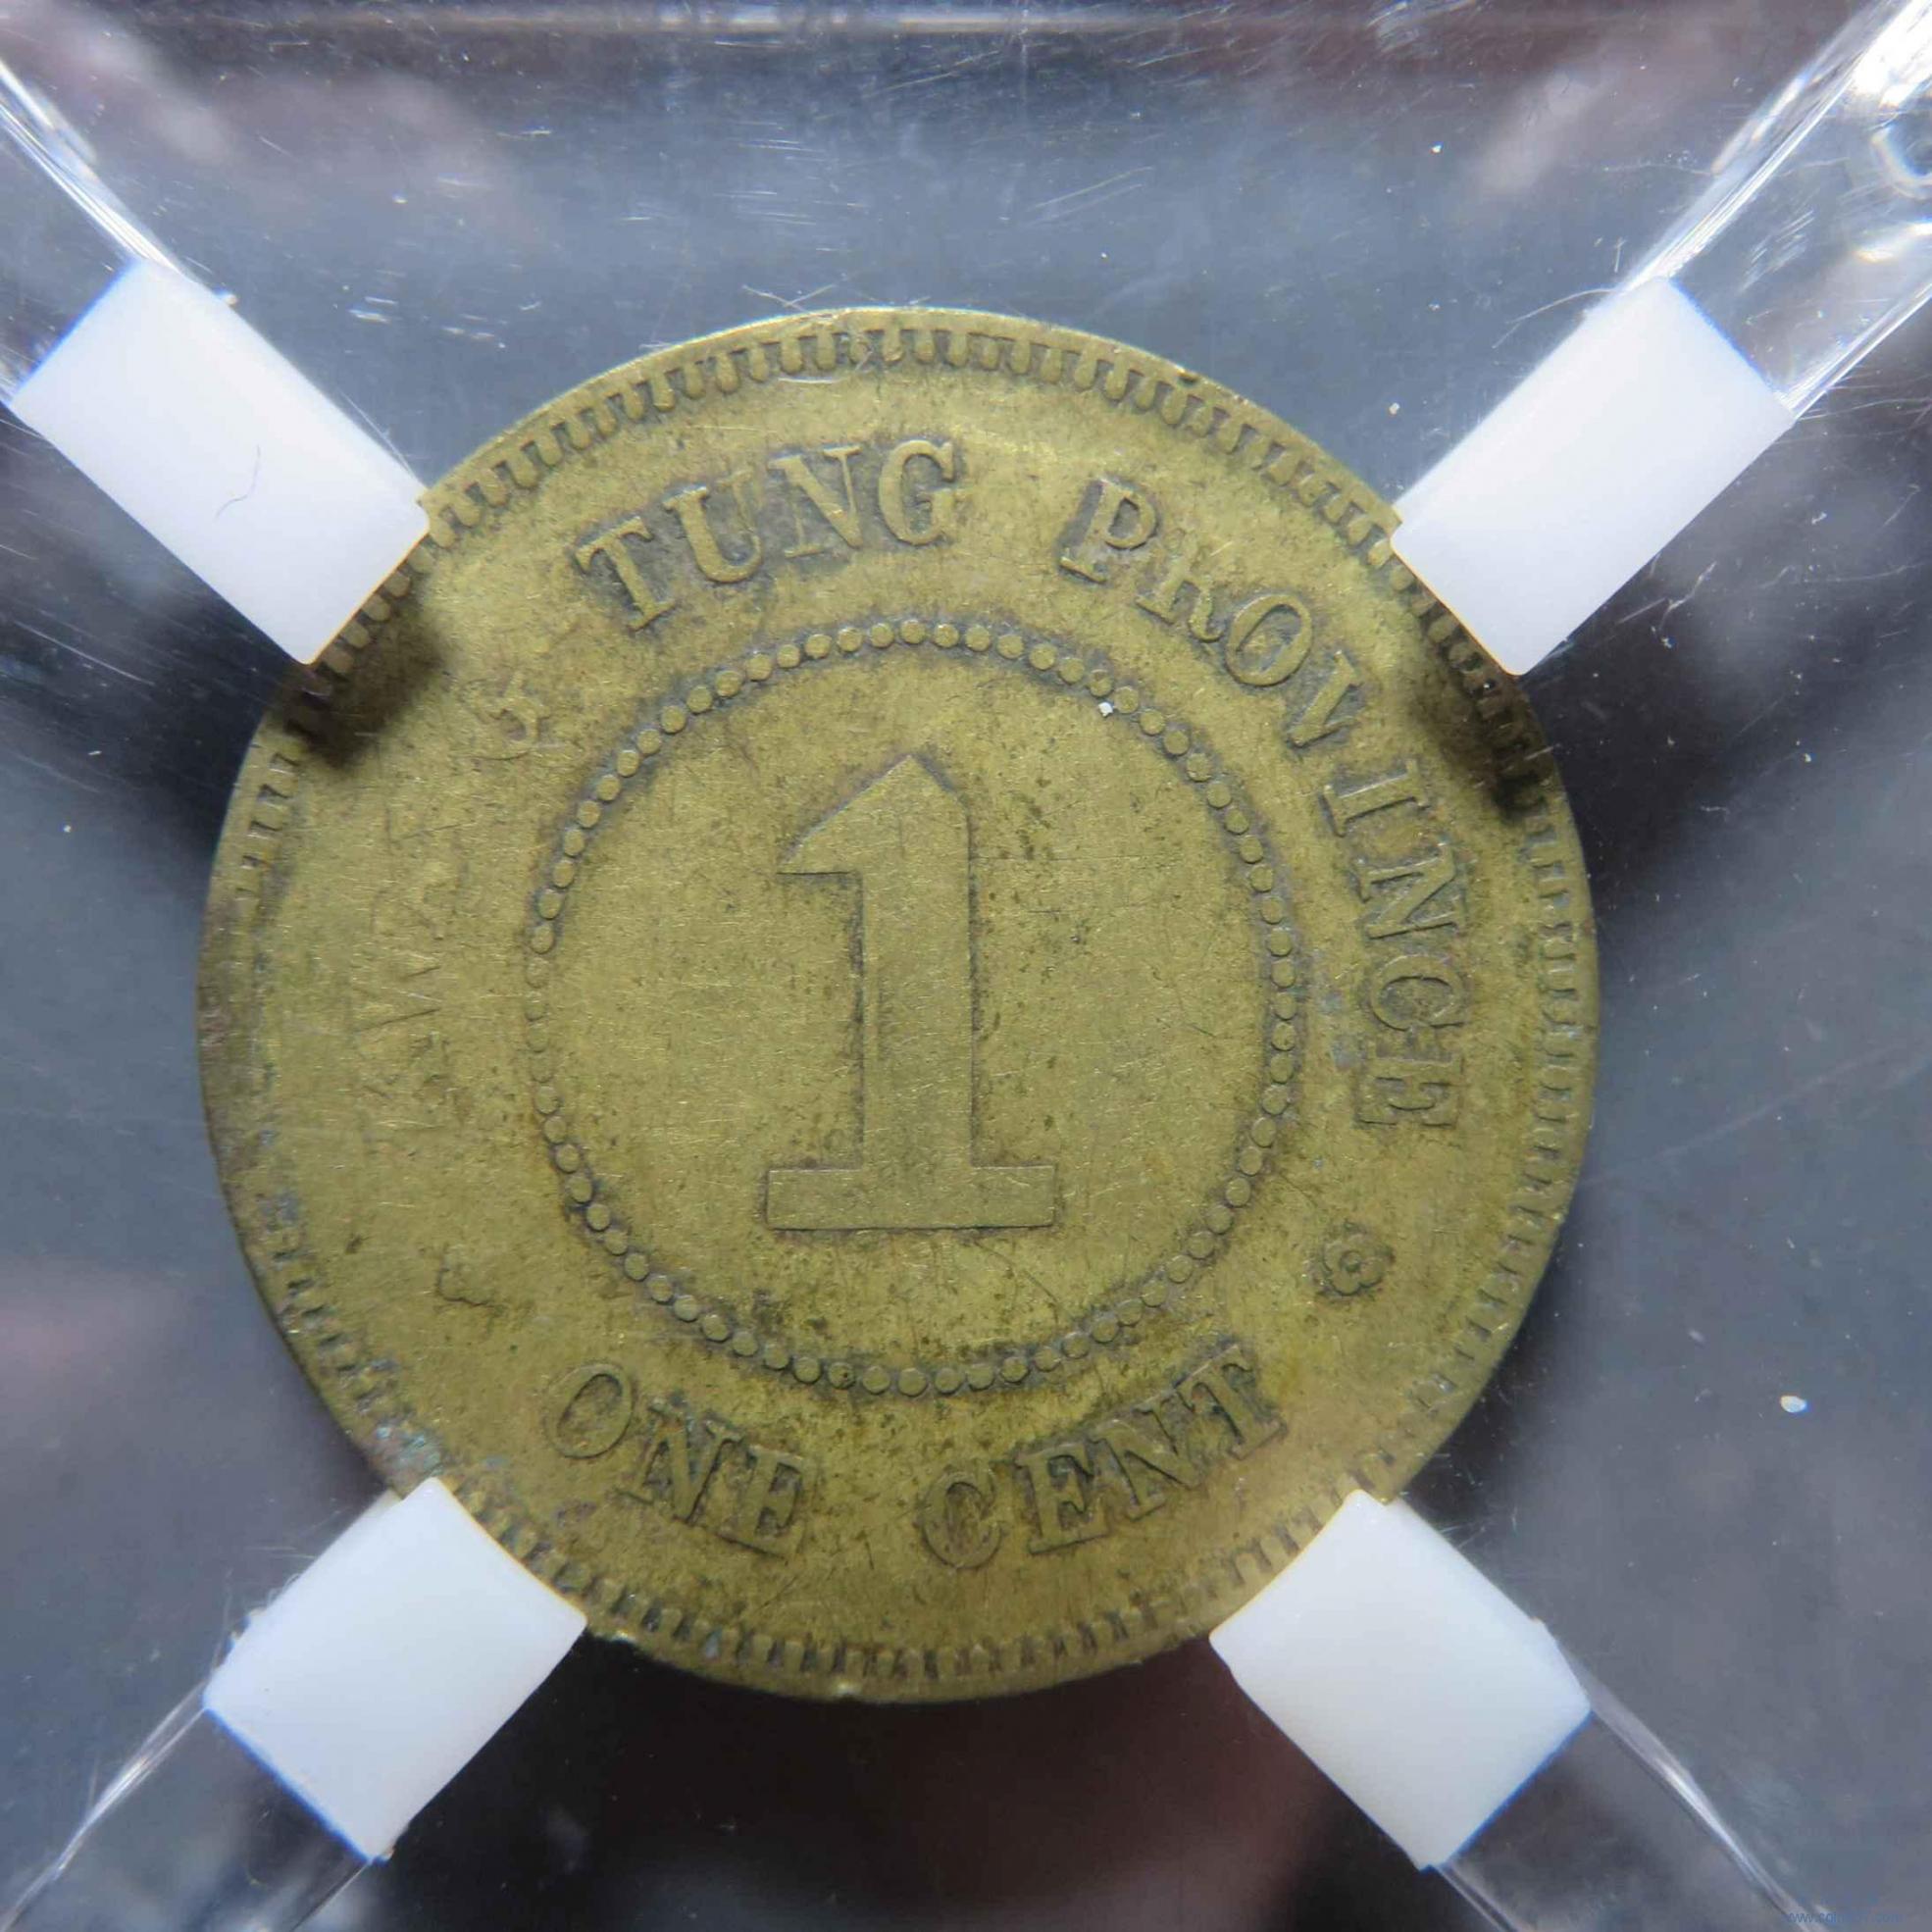 TUNG PROVINCE
1
ONE CENT